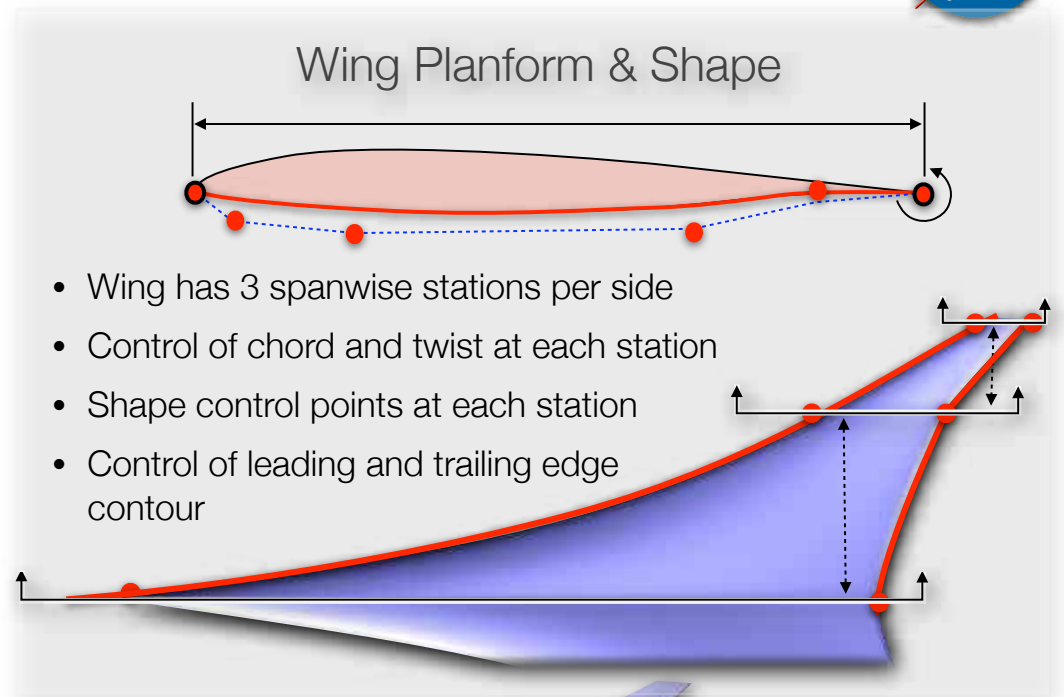 Wing Planform & Shape
• Wing has 3 spanwise stations per side
• Control of chord and twist at each station
• Shape control points at each station
• Control of leading and trailing edge
contour